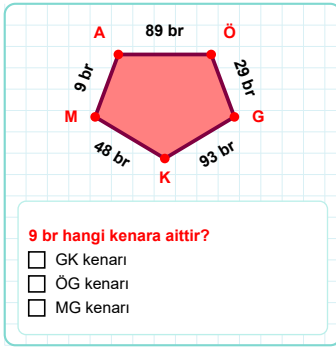 89 br
A
Ö
9 br
29 br
M
G
48 br
93 br
K
9 br hangi kenara aittir?
GK kenarı
ÖG kenarı
MG kenarı